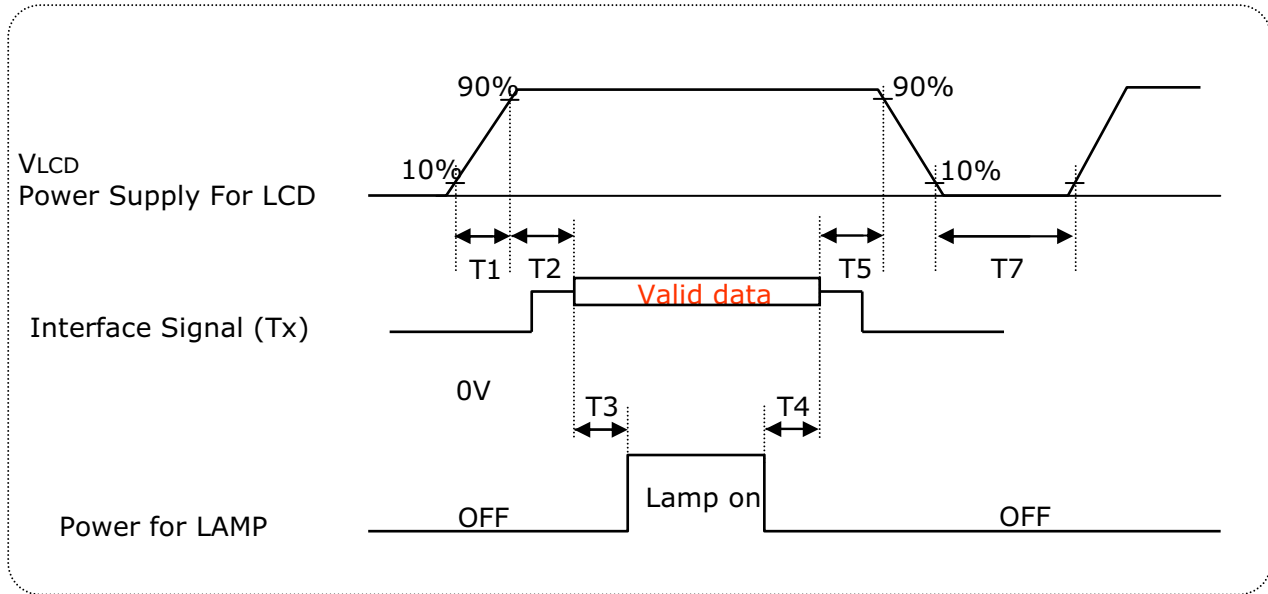 90%
90%
VLCD
10%
10%
Power Supply For LCD
T1
T2
T5
T7
Valid data
Interface Signal (Tx)
0V
T3
T4
Lamp on
Power for LAMP
OFF
OFF